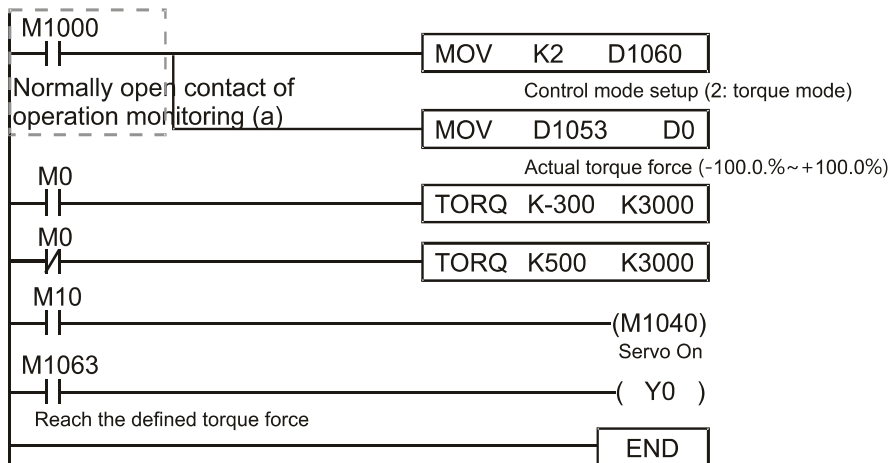 M1000
MOV K2 D1060
Normally open contact of
operation monitoring (a)
Control mode setup (2: torque mode)
MOV D1053 D0
Actual torque force (-100.0.%~+100.0%)
M0
TORQ K-300 K3000
M0
TORQ K500 K3000
M10
(M1040)
Servo On
M1063
( Y0 )
Reach the defined torque force
END